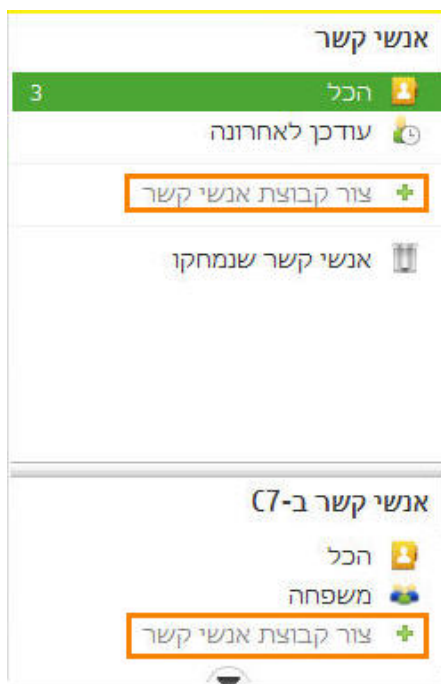 אנשי קשר
הכל 3
עודכן לאחרונה
צור קבוצת אנשי קשר
אנשי קשר שנמחקו
אנשי קשר ב-C7
הכל
משפחה
צור קבוצת אנשי קשר